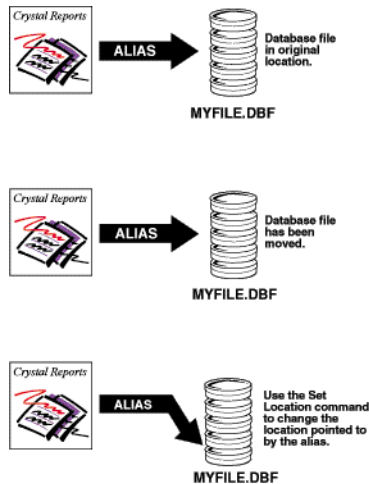 Crystal Reports
ALIAS
Database file
in original
location.
MYFILE.DBF
Crystal Reports
ALIAS
Database file
has been
moved.
MYFILE.DBF
Crystal Reports
ALIAS
Use the Set
Location command
to change the
location pointed to
by the alias.
MYFILE.DBF